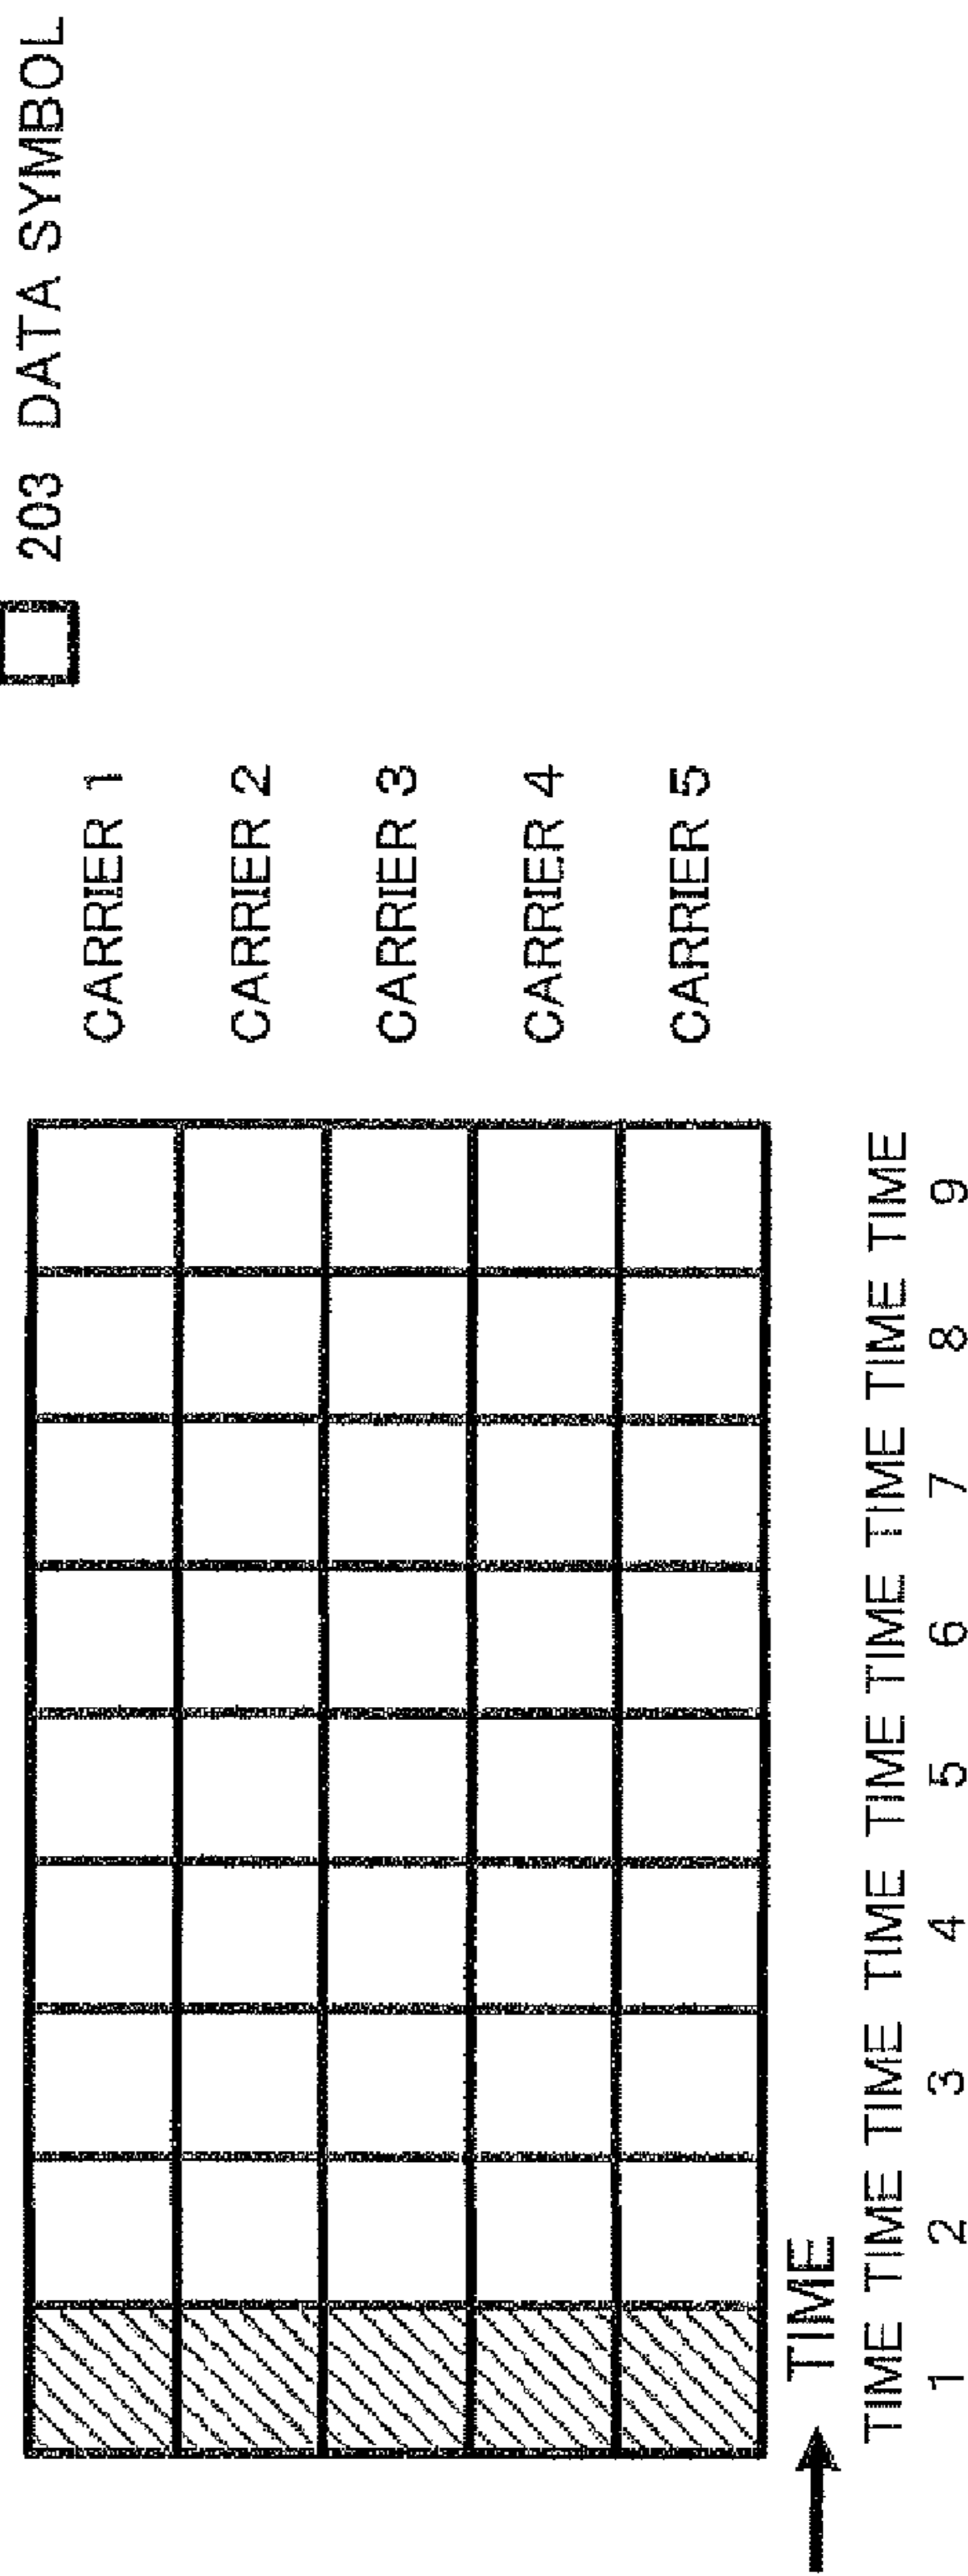 203 DATA SYMBOL
CARRIER 1
CARRIER 2
CARRIER 3
CARRIER 4
CARRIER 5
TIME
TIME TIME TIME TIME TIME TIME TIME TIME TIME
1 2 3 4 5 6 7 8 9